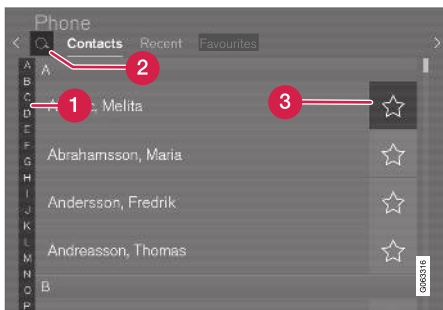 Phone
Contacts Recent Favourites
2
A
B
C
D
E
F
G
H
I
J
K
L
M
N
O
P
A
1
, Melita
3
Abrahamsson, Maria
Andersson, Fredrik
Andreasson, Thomas
B
G063316